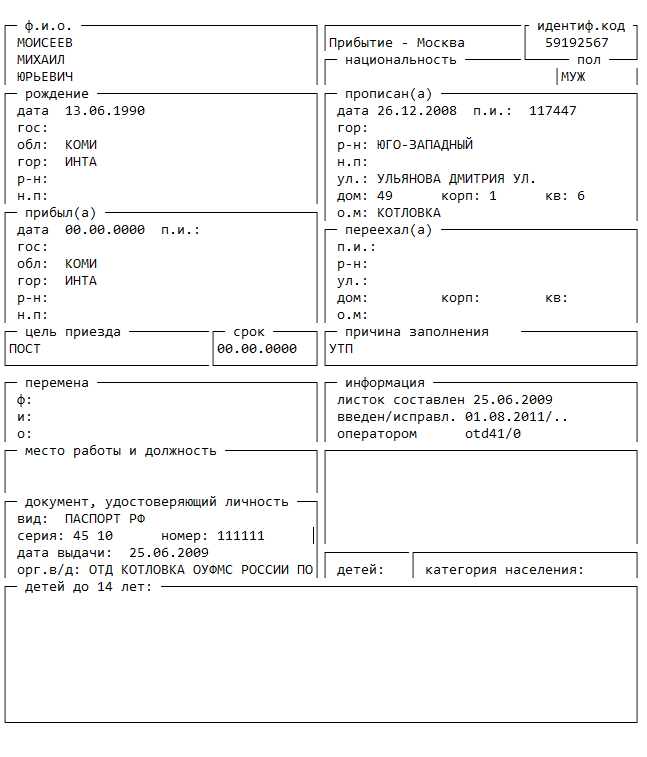 ф.и.о. идентиф.код
МОИСЕЕВ Прибытие - Москва 59192567
МИХАИЛ национальность пол
ЮРЬЕВИЧ МУЖ
рождение прописан(а)
дата 13.06.1990 дата 26.12.2008 п.и.: 117447
гос: гор:
обл: КОМИ р-н: ЮГО-ЗАПАДНЫЙ
гор: ИНТА н.п:
р-н: ул.: УЛЬЯНОВА ДМИТРИЯ УЛ.
н.п: дом: 49 корп: 1 кв: 6
прибыл(а) о.м: КОТЛОВКА
дата 00.00.0000 п.и.: переехал(а)
гос: п.и.:
обл: КОМИ р-н:
гор: ИНТА ул.:
р-н: дом: корп: кв:
н.п: о.м:
цель приезда срок причина заполнения
ПОСТ 00.00.0000 УТП
перемена информация
ф: листок составлен 25.06.2009
и: введен/исправл. 01.08.2011/..
о: оператором otd41/0
место работы и должность
документ, удостоверяющий личность
вид: ПАСПОРТ РФ
серия: 45 10 номер: 111111
дата выдачи: 25.06.2009
орг.в/д: ОТД КОТЛОВКА ОУФМС РОССИИ ПО детей: категория населения:
детей до 14 лет: